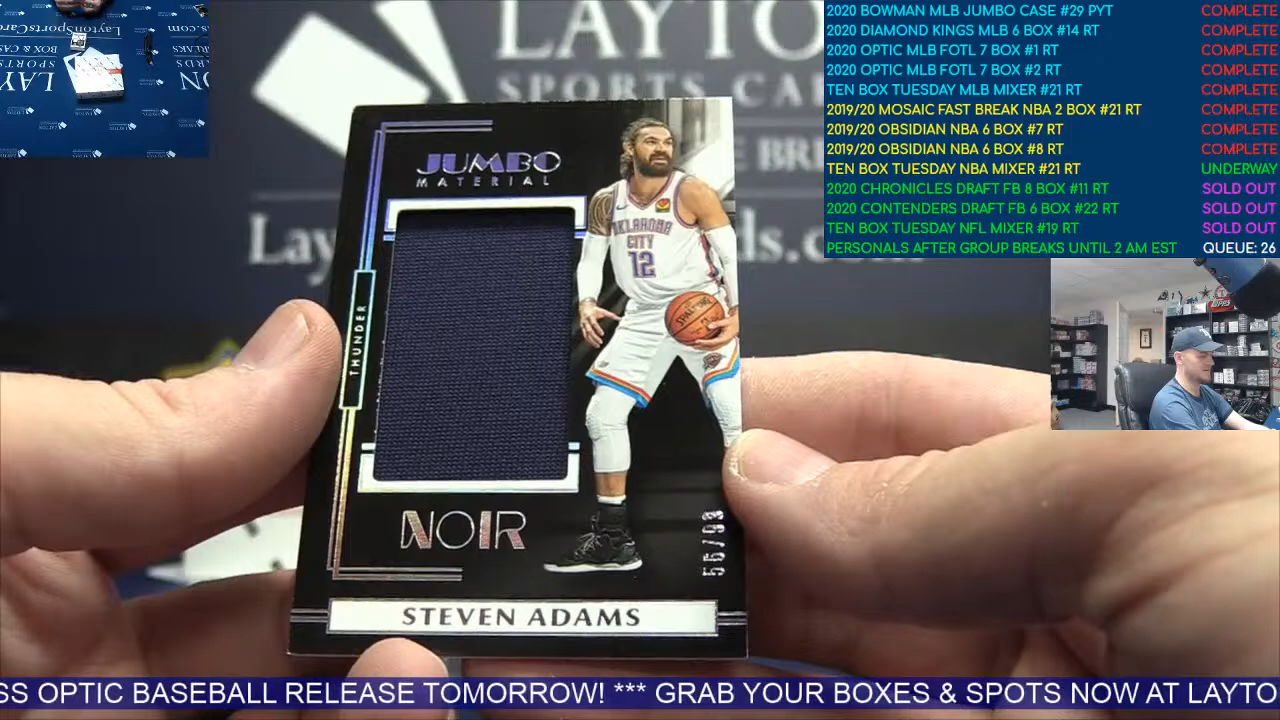 2020 BOWMAN MLB JUMBO CASE #29 PYT COMPLETE
2020 DIAMOND KINGS MLB 6 BOX #14 RT COMPLETE
2020 OPTIC MLB FOTL 7 BOX #1 RT COMPLETE
2020 OPTIC MLB FOTL 7 BOX #2 RT COMPLETE
TEN BOX TUESDAY MLB MIXER #21 RT COMPLETE
2019/20 MOSAIC FAST BREAK NBA 2 BOX #21 RT COMPLETE
2019/20 OBSIDIAN NBA 6 BOX #7 RT COMPLETE
2019/20 OBSIDIAN NBA 6 BOX #8 RT COMPLETE
TEN BOX TUESDAY NBA MIXER #21 RT UNDERWAY
2020 CHRONICLES DRAFT FB 8 BOX #11 RT SOLD OUT
2020 CONTENDERS DRAFT FB 6 BOX #22 RT SOLD OUT
TEN BOX TUESDAY NFL MIXER #19 RT SOLD OUT
PERSONALS AFTER GROUP BREAKS UNTIL 2 AM EST QUEUE: 26
LAYTO
SPORTS CA
BRE
Lay
ds.com
JUMBO
MATERIAL
OKLAHOMA
CITY
12
SPALDING
THUNDER
NOIR
STEVEN ADAMS
SS OPTIC BASEBALL RELEASE TOMORROW! *** GRAB YOUR BOXES & SPOTS NOW AT LAYTO